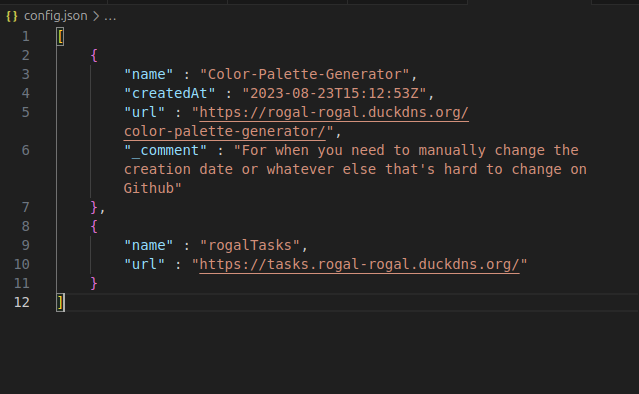 {} config.json > ...
1 [
2 {
3 "name" : "Color-Palette-Generator",
4 "createdAt" : "2023-08-23T15:12:53Z",
5 "url" : "https://rogal-rogal.duckdns.org/
color-palette-generator/",
6 "_comment" : "For when you need to manually change the
creation date or whatever else that's hard to change on
Github"
7 },
8 {
9 "name" : "rogalTasks",
10 "url" : "https://tasks.rogal-rogal.duckdns.org/"
11 }
12 ]